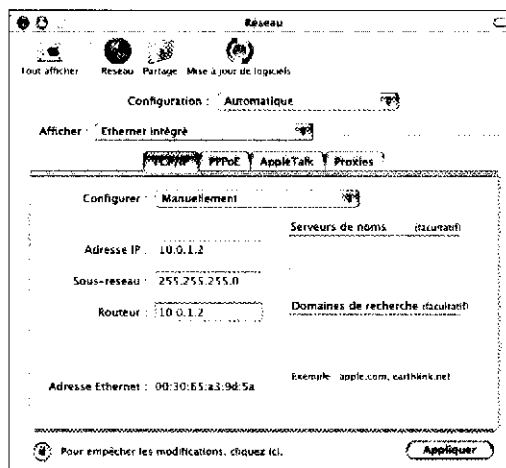 Réseau
Tout afficher Réseau Partage Mise à jour de logiciels
Configuration : Automatique
Afficher : Ethernet intégré
TCP/IP PPPoE AppleTalk Proxies
Configurer : Manuellement
Serveurs de noms (facultatif)
Adresse IP : 10.0.1.2
Sous-réseau : 255.255.255.0
Domaines de recherche (facultatif)
Routeur : 10.0.1.2
Adresse Ethernet : 00:30:65:a3:9d:5a
Exemple : apple.com, earthlink.net
Pour empêcher les modifications, cliquez ici.
Appliquer